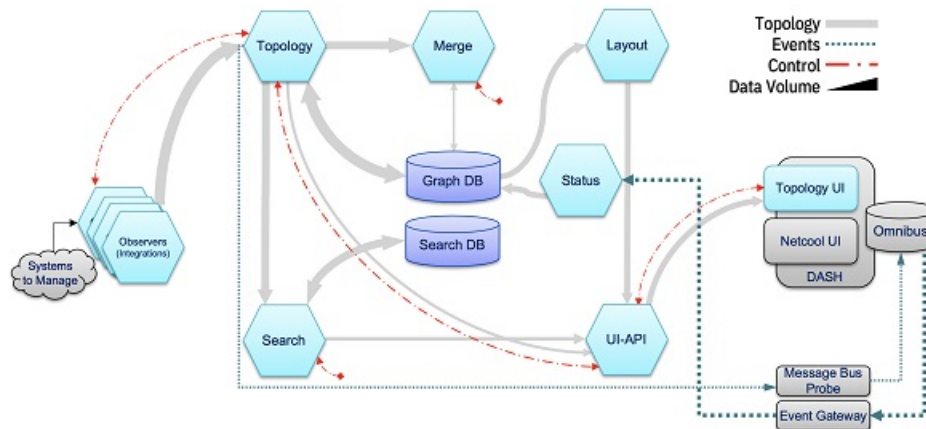 Topology
Merge
Layout
Topology
Events
Control
Data Volume
Graph DB
Status
Topology UI
Search DB
Netcool UI
Omnibus
DASH
Observers
(Integrations)
Systems
to Manage
Search
UI-API
Message Bus
Probe
Event Gateway